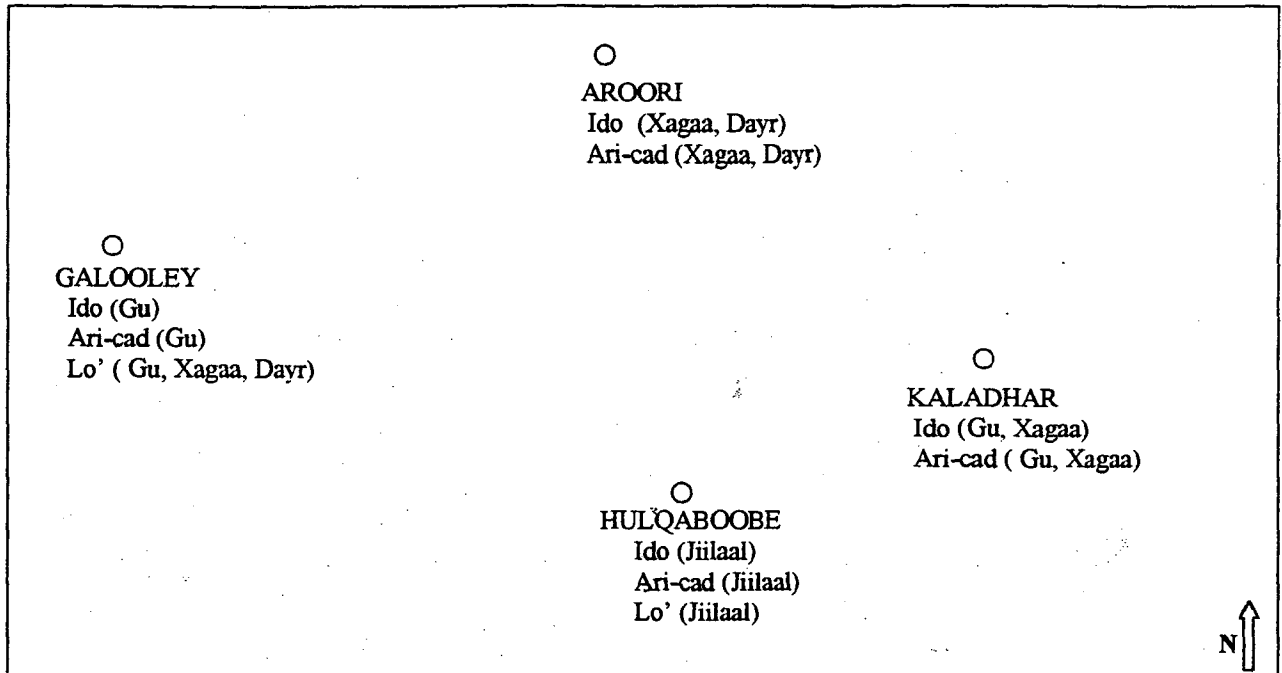 AROORI
Ido (Xagaa, Dayr)
Ari-cad (Xagaa, Dayr)
GALOOLEY
Ido (Gu)
Ari-cad (Gu)
Lo’ ( Gu, Xagaa, Dayr)
KALADHAR
Ido (Gu, Xagaa)
Ari-cad ( Gu, Xagaa)
HULQABOOBE
Ido (Jiilaal)
Ari-cad (Jiilaal)
Lo’ (Jiilaal)
N